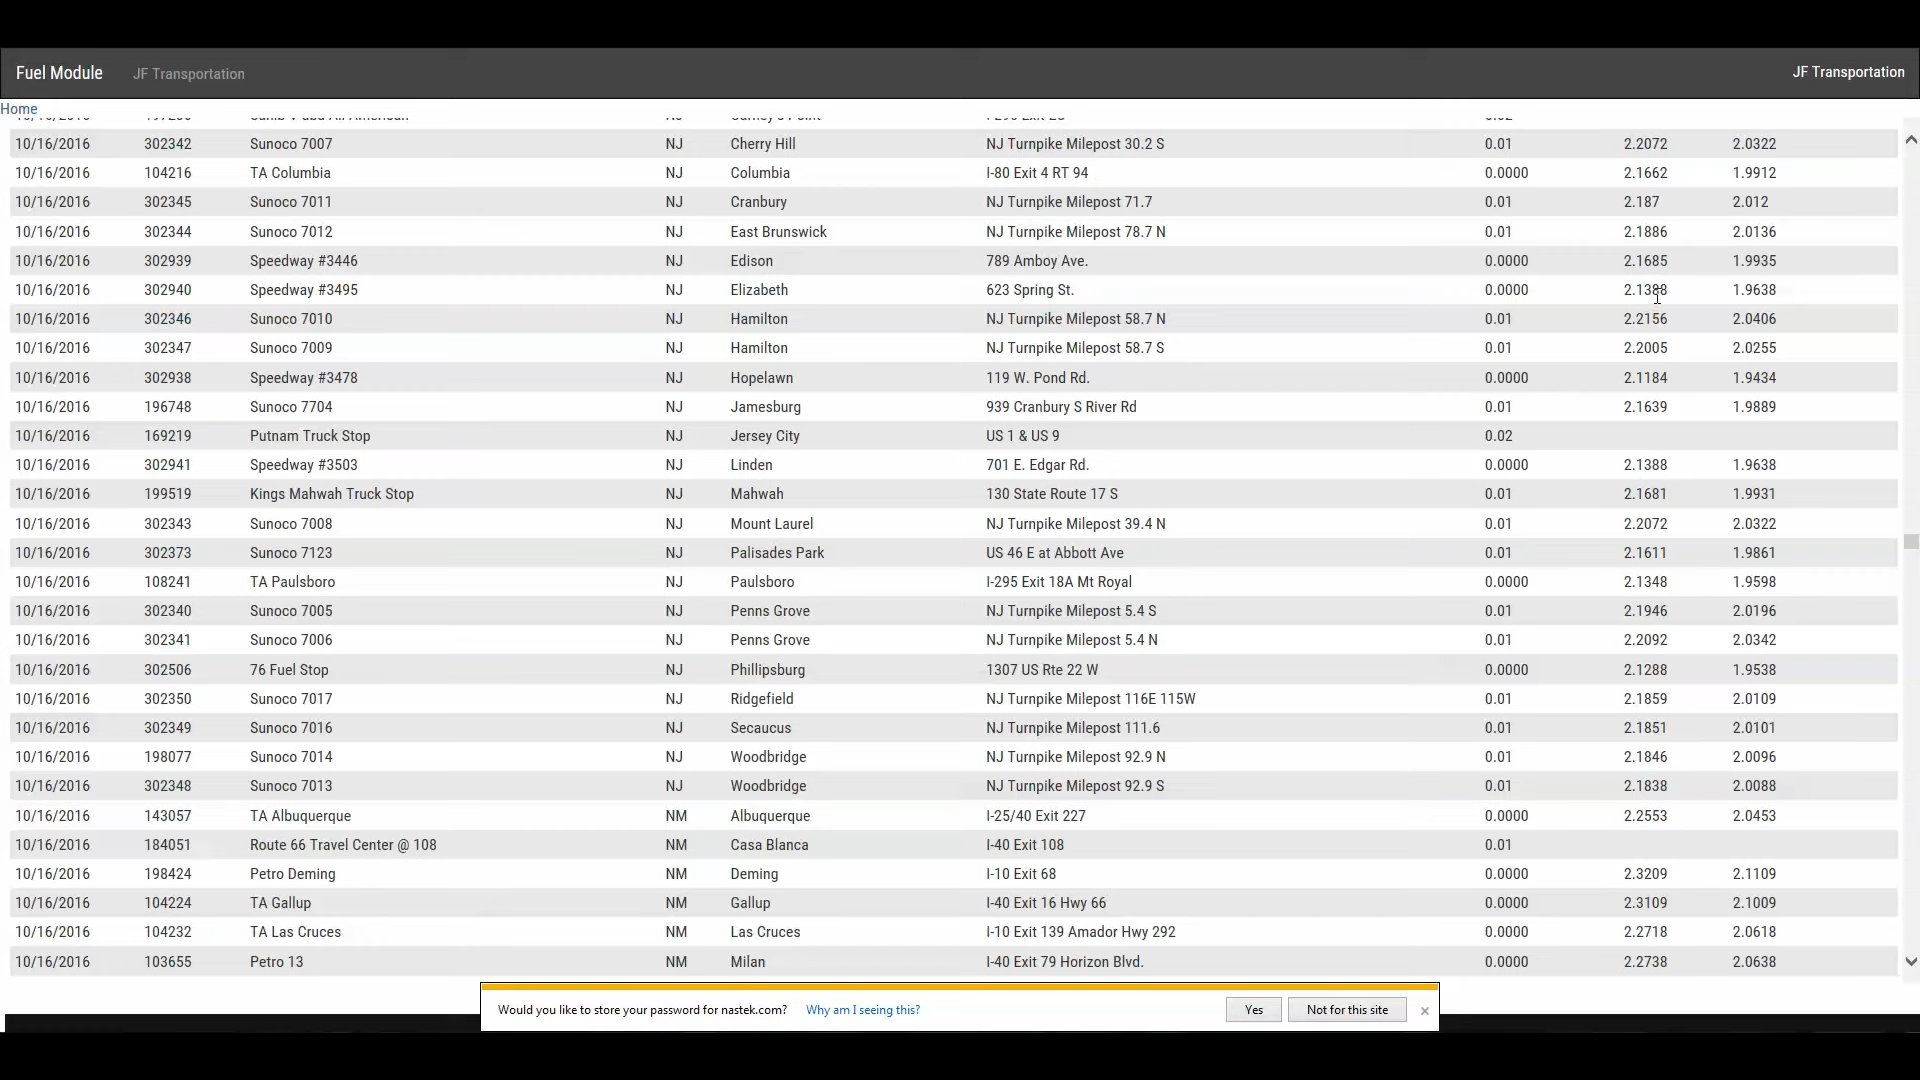 Fuel Module JF Transportation JF Transportation
Home
10/16/2016 302342 Sunoco 7007 NJ Cherry Hill NJ Turnpike Milepost 30.2 S 0.01 2.2072 2.0322
10/16/2016 104216 TA Columbia NJ Columbia I-80 Exit 4 RT 94 0.0000 2.1662 1.9912
10/16/2016 302345 Sunoco 7011 NJ Cranbury NJ Turnpike Milepost 71.7 0.01 2.187 2.012
10/16/2016 302344 Sunoco 7012 NJ East Brunswick NJ Turnpike Milepost 78.7 N 0.01 2.1886 2.0136
10/16/2016 302939 Speedway #3446 NJ Edison 789 Amboy Ave. 0.0000 2.1685 1.9935
10/16/2016 302940 Speedway #3495 NJ Elizabeth 623 Spring St. 0.0000 2.1388 1.9638
10/16/2016 302346 Sunoco 7010 NJ Hamilton NJ Turnpike Milepost 58.7 N 0.01 2.2156 2.0406
10/16/2016 302347 Sunoco 7009 NJ Hamilton NJ Turnpike Milepost 58.7 S 0.01 2.2005 2.0255
10/16/2016 302938 Speedway #3478 NJ Hopelawn 119 W. Pond Rd. 0.0000 2.1184 1.9434
10/16/2016 196748 Sunoco 7704 NJ Jamesburg 939 Cranbury S River Rd 0.01 2.1639 1.9889
10/16/2016 169219 Putnam Truck Stop NJ Jersey City US 1 & US 9 0.02
10/16/2016 302941 Speedway #3503 NJ Linden 701 E. Edgar Rd. 0.0000 2.1388 1.9638
10/16/2016 199519 Kings Mahwah Truck Stop NJ Mahwah 130 State Route 17 S 0.01 2.1681 1.9931
10/16/2016 302343 Sunoco 7008 NJ Mount Laurel NJ Turnpike Milepost 39.4 N 0.01 2.2072 2.0322
10/16/2016 302373 Sunoco 7123 NJ Palisades Park US 46 E at Abbott Ave 0.01 2.1611 1.9861
10/16/2016 108241 TA Paulsboro NJ Paulsboro I-295 Exit 18A Mt Royal 0.0000 2.1348 1.9598
10/16/2016 302340 Sunoco 7005 NJ Penns Grove NJ Turnpike Milepost 5.4 S 0.01 2.1946 2.0196
10/16/2016 302341 Sunoco 7006 NJ Penns Grove NJ Turnpike Milepost 5.4 N 0.01 2.2092 2.0342
10/16/2016 302506 76 Fuel Stop NJ Phillipsburg 1307 US Rte 22 W 0.0000 2.1288 1.9538
10/16/2016 302350 Sunoco 7017 NJ Ridgefield NJ Turnpike Milepost 116E 115W 0.01 2.1859 2.0109
10/16/2016 302349 Sunoco 7016 NJ Secaucus NJ Turnpike Milepost 111.6 0.01 2.1851 2.0101
10/16/2016 198077 Sunoco 7014 NJ Woodbridge NJ Turnpike Milepost 92.9 N 0.01 2.1846 2.0096
10/16/2016 302348 Sunoco 7013 NJ Woodbridge NJ Turnpike Milepost 92.9 S 0.01 2.1838 2.0088
10/16/2016 143057 TA Albuquerque NM Albuquerque I-25/40 Exit 227 0.0000 2.2553 2.0453
10/16/2016 184051 Route 66 Travel Center @ 108 NM Casa Blanca I-40 Exit 108 0.01
10/16/2016 198424 Petro Deming NM Deming I-10 Exit 68 0.0000 2.3209 2.1109
10/16/2016 104224 TA Gallup NM Gallup I-40 Exit 16 Hwy 66 0.0000 2.3109 2.1009
10/16/2016 104232 TA Las Cruces NM Las Cruces I-10 Exit 139 Amador Hwy 292 0.0000 2.2718 2.0618
10/16/2016 103655 Petro 13 NM Milan I-40 Exit 79 Horizon Blvd. 0.0000 2.2738 2.0638
Would you like to store your password for nastek.com? Why am I seeing this? Yes Not for this site